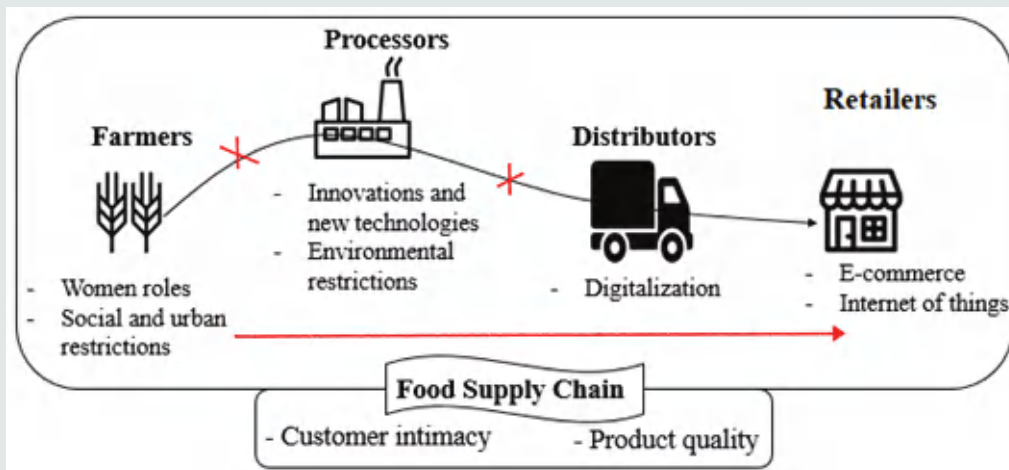 Processors
Retailers
Farmers
Distributors
- Innovations and
new technologies
- Environmental
restrictions
- Women roles
- Social and urban
restrictions
- Digitalization
- E-commerce
- Internet of things
Food Supply Chain
- Customer intimacy
- Product quality